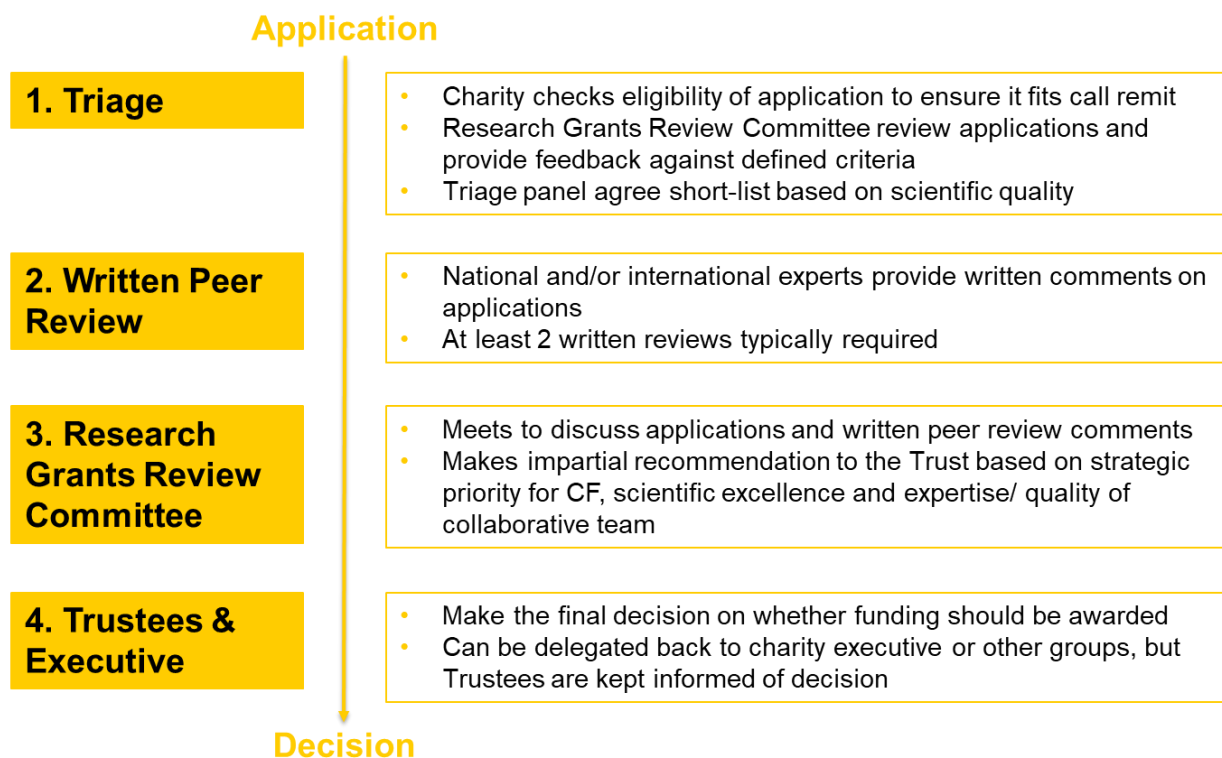 Application
1. Triage
• Charity checks eligibility of application to ensure it fits call remit
• Research Grants Review Committee review applications and
provide feedback against defined criteria
• Triage panel agree short-list based on scientific quality
2. Written Peer
Review
• National and/or international experts provide written comments on
applications
• At least 2 written reviews typically required
3. Research
Grants Review
Committee
• Meets to discuss applications and written peer review comments
• Makes impartial recommendation to the Trust based on strategic
priority for CF, scientific excellence and expertise/ quality of
collaborative team
4. Trustees &
Executive
• Make the final decision on whether funding should be awarded
• Can be delegated back to charity executive or other groups, but
Trustees are kept informed of decision
Decision